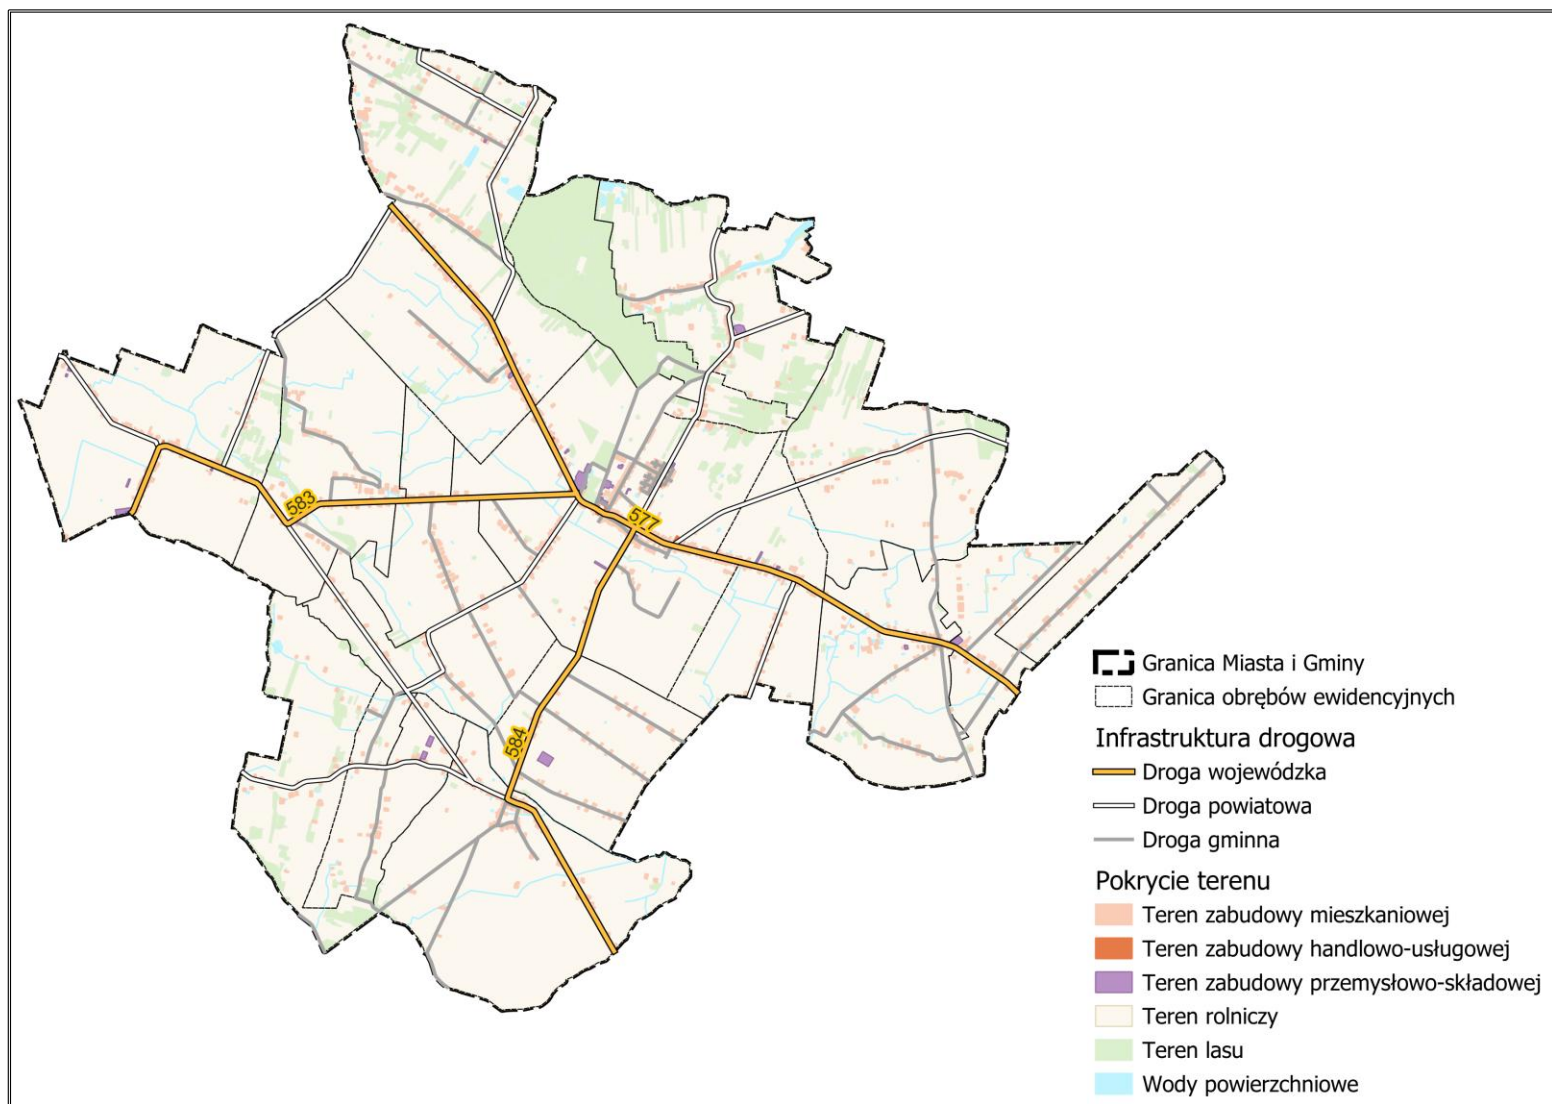 583
577
584
Granica Miasta i Gminy
Granica obrębów ewidencyjnych
Infrastruktura drogowa
Droga wojewódzka
Droga powiatowa
Droga gminna
Pokrycie terenu
Teren zabudowy mieszkaniowej
Teren zabudowy handlowo-usługowej
Teren zabudowy przemysłowo-składowej
Teren rolniczy
Teren lasu
Wody powierzchniowe